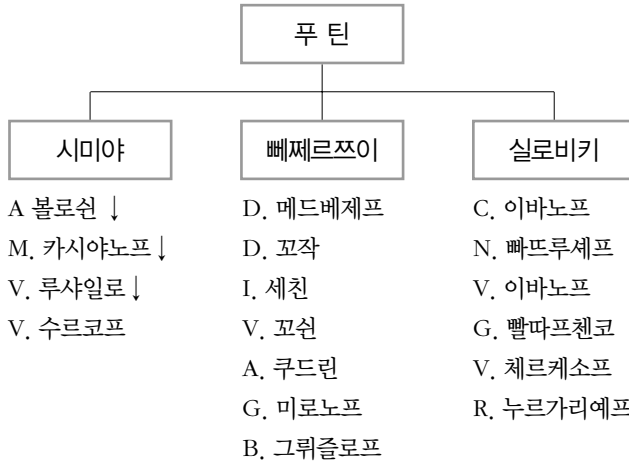 푸 틴
시미야
A 볼로쉰 ↓
M. 카시야노프 ↓
V. 루샤일로 ↓
V. 수르코프
뻬쩨르쯔이
D. 메드베제프
D. 꼬작
I. 세친
V. 꼬쉰
A. 쿠드린
G. 미로노프
B. 그뤼즐로프
실로비키
C. 이바노프
N. 빠뜨루셰프
V. 이바노프
G. 빨따프첸코
V. 체르케소프
R. 누르가리예프